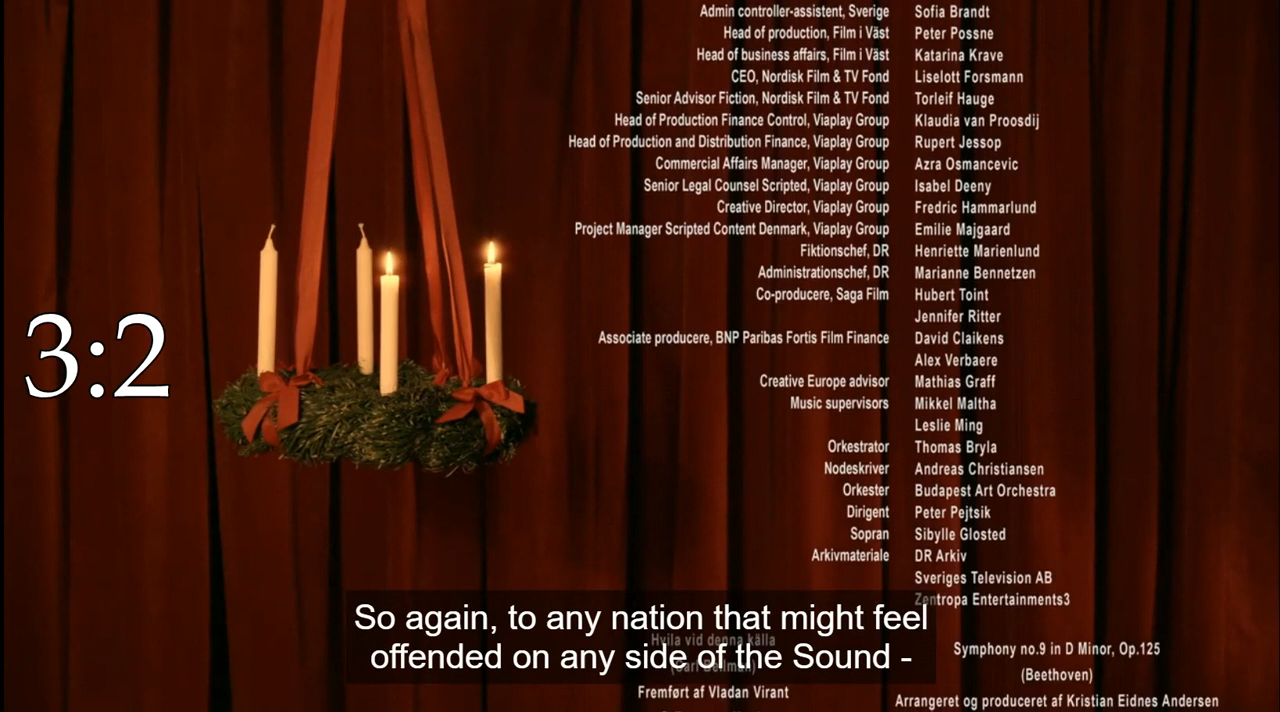 Admin controller-assistent, Sverige Sofia Brandt
Head of production, Film i Väst Peter Possne
Head of business affairs, Film i Väst Katarina Krave
CEO, Nordisk Film & TV Fond Liselott Forsmann
Senior Advisor Fiction, Nordisk Film & TV Fond Torleif Hauge
Head of Production Finance Control, Viaplay Group Klaudia van Proosdij
Head of Production and Distribution Finance, Viaplay Group Rupert Jessop
Commercial Affairs Manager, Viaplay Group Azra Osmancevic
Senior Legal Counsel Scripted, Viaplay Group Isabel Deeny
Creative Director, Viaplay Group Fredric Hammarlund
Project Manager Scripted Content Denmark, Viaplay Group Emilie Majgaard
Fiktionschef, DR Henriette Marienlund
Administrationschef, DR Marianne Bennetzen
Co-producere, Saga Film Hubert Toint
Jennifer Ritter
Associate producere, BNP Paribas Fortis Film Finance David Claikens
Alex Verbaere
Creative Europe advisor Mathias Graff
Music supervisors Mikkel Maltha
Leslie Ming
Orkestrator Thomas Bryla
Nodeskriver Andreas Christiansen
Orkester Budapest Art Orchestra
Dirigent Peter Pejtsik
Sopran Sibylle Glosted
Arkivmateriale DR Arkiv
Sveriges Television AB
Zentropa Entertainments3
3:2
So again, to any nation that might feel
offended on any side of the Sound -
Hvila vid denna källa
(Carl Bellman)
Fremført af Vladan Virant
Symphony no.9 in D Minor, Op.125
(Beethoven)
Arrangeret og produceret af Kristian Eidnes Andersen